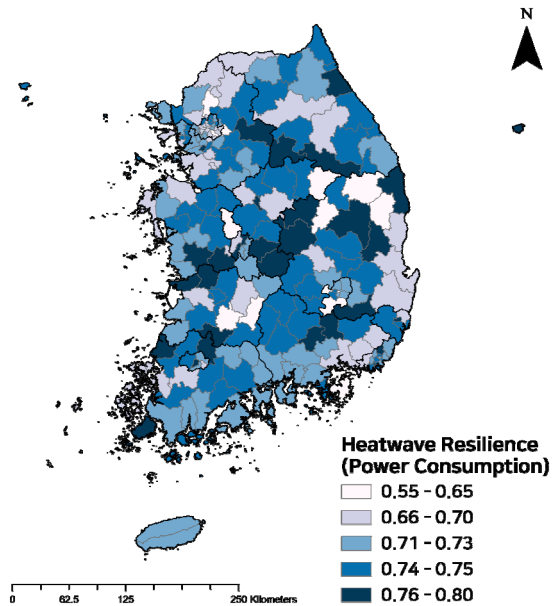 N
Heatwave Resilience
(Power Consumption)
0.55 - 0.65
0.66 - 0.70
0.71 - 0.73
0.74 - 0.75
0.76 - 0.80
0 62.5 125 250 Kilometers